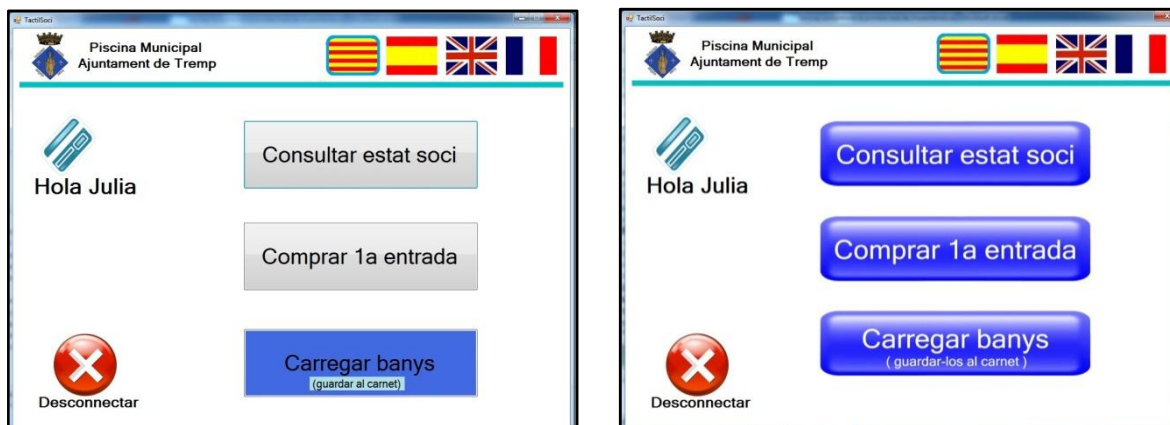 TactilSoci
Piscina Municipal
Ajuntament de Tremp
Hola Julia
Consultar estat soci
Comprar 1a entrada
Carregar banys
(guardar al carnet)
Desconnectar
TactilSoci
Piscina Municipal
Ajuntament de Tremp
Hola Julia
Consultar estat soci
Comprar 1a entrada
Carregar banys
( guardar-los al carnet )
Desconnectar